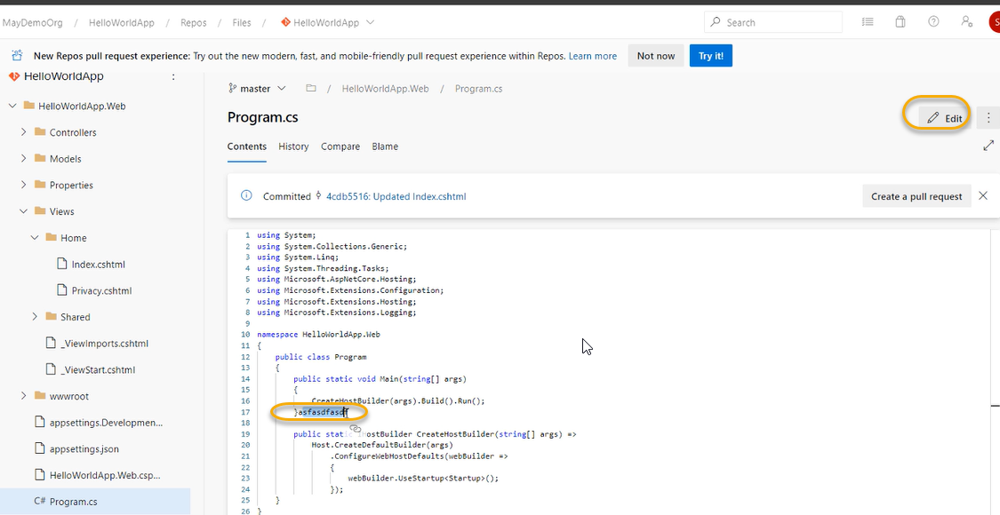 MayDemoOrg / HelloWorldApp / Repos / Files / HelloWorldApp
Search
S
New Repos pull request experience: Try out the new modern, fast, and mobile-friendly pull request experience within Repos. Learn more
Not now
Try it!
HelloWorldApp
HelloWorldApp.Web
Controllers
Models
Properties
Views
Home
Index.cshtml
Privacy.cshtml
Shared
_ViewImports.cshtml
_ViewStart.cshtml
wwwroot
appsettings.Developmen...
appsettings.json
HelloWorldApp.Web.csp...
C# Program.cs
master / HelloWorldApp.Web / Program.cs
Program.cs
Edit
Contents History Compare Blame
Committed 4cdb5516: Updated Index.cshtml
Create a pull request
1 using System;
2 using System.Collections.Generic;
3 using System.Linq;
4 using System.Threading.Tasks;
5 using Microsoft.AspNetCore.Hosting;
6 using Microsoft.Extensions.Configuration;
7 using Microsoft.Extensions.Hosting;
8 using Microsoft.Extensions.Logging;
9
10 namespace HelloWorldApp.Web
11 {
12 public class Program
13 {
14 public static void Main(string[] args)
15 {
16 CreateHostBuilder(args).Build().Run();
17 }asfasdfasdf
18
19 public static IHostBuilder CreateHostBuilder(string[] args) =>
20 Host.CreateDefaultBuilder(args)
21 .ConfigureWebHostDefaults(webBuilder =>
22 {
23 webBuilder.UseStartup<Startup>();
24 });
25 }
26 }